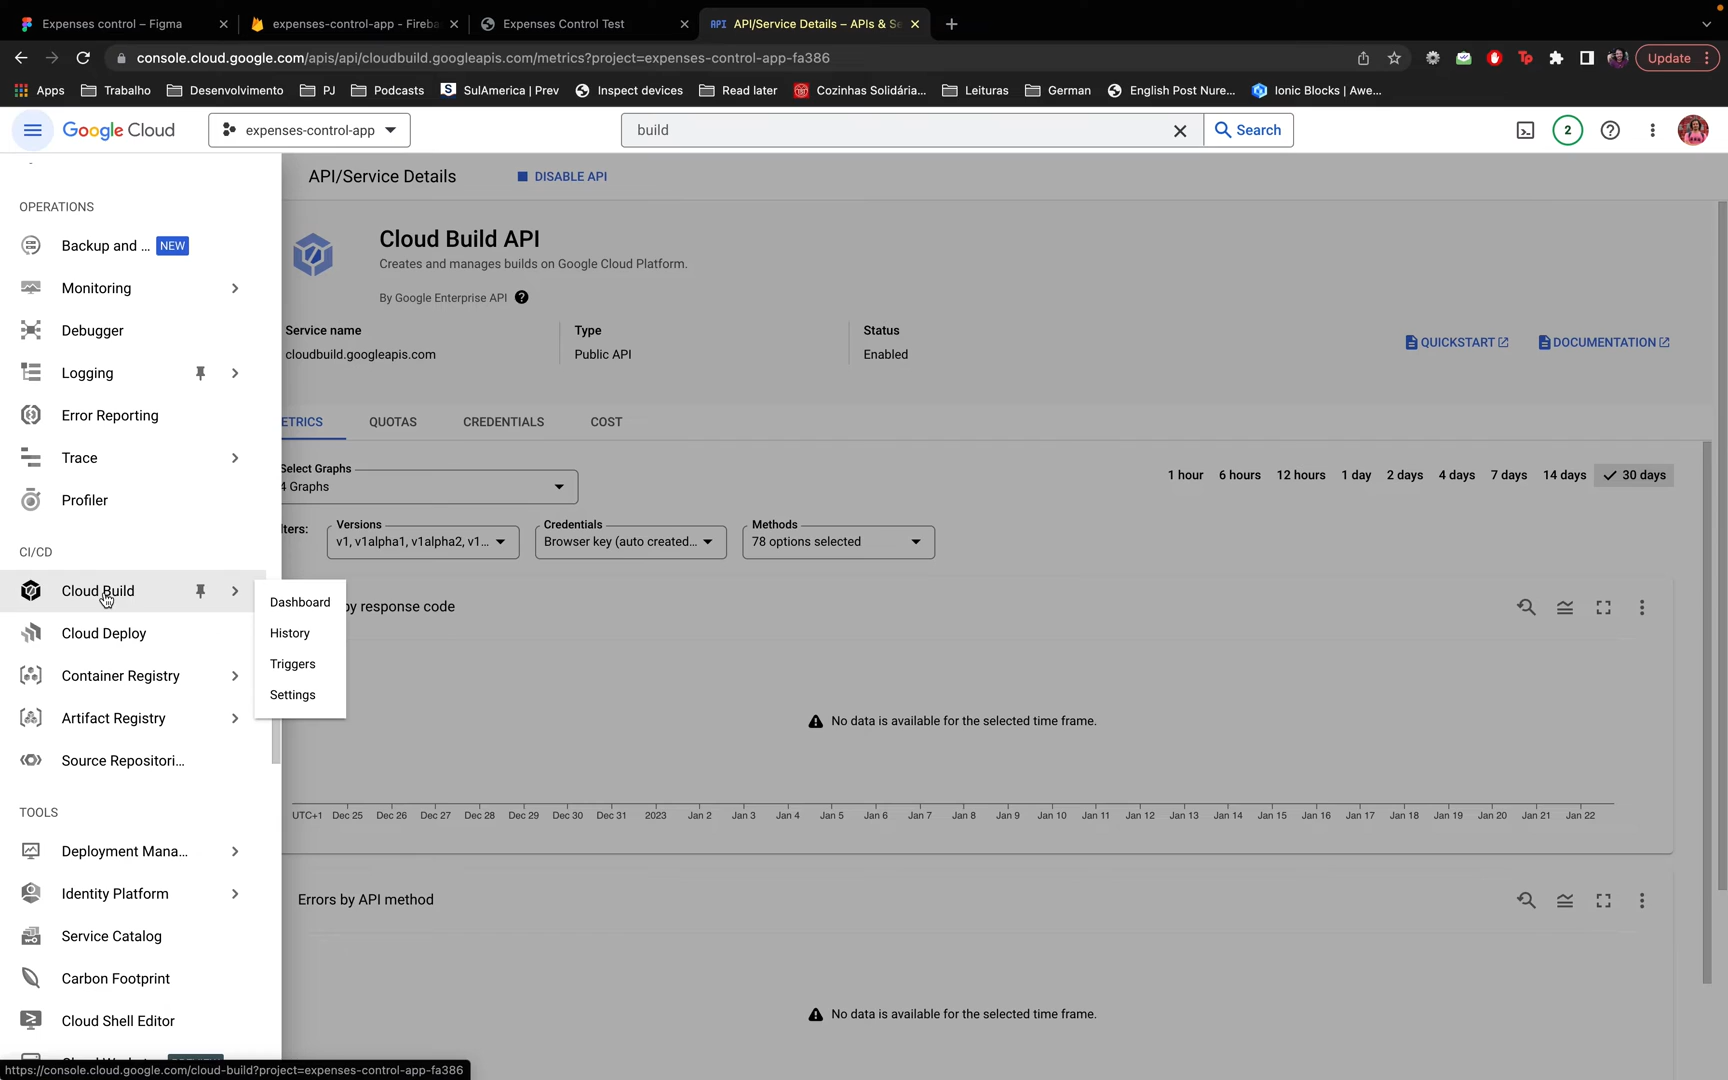 Expenses control – Figma
expenses-control-app - Fireba
Expenses Control Test
API API/Service Details – APIs & Se
console.cloud.google.com/apis/api/cloudbuild.googleapis.com/metrics?project=expenses-control-app-fa386
Update
Apps
Trabalho
Desenvolvimento
PJ
Podcasts
SulAmerica | Prev
Inspect devices
Read later
Cozinhas Solidária...
Leituras
German
English Post Nure...
Ionic Blocks | Awe...
Google Cloud
expenses-control-app
build
Search
2
OPERATIONS
Backup and ... NEW
Monitoring
Debugger
Logging
Error Reporting
Trace
Profiler
CI/CD
Cloud Build
Cloud Deploy
Container Registry
Artifact Registry
Source Repositori...
TOOLS
Deployment Mana...
Identity Platform
Service Catalog
Carbon Footprint
Cloud Shell Editor
Dashboard
History
Triggers
Settings
API/Service Details
DISABLE API
Cloud Build API
Creates and manages builds on Google Cloud Platform.
By Google Enterprise API
Service name
cloudbuild.googleapis.com
Type
Public API
Status
Enabled
QUICKSTART
DOCUMENTATION
ETRICS
QUOTAS
CREDENTIALS
COST
Select Graphs
4 Graphs
1 hour 6 hours 12 hours 1 day 2 days 4 days 7 days 14 days 30 days
lters:
Versions
v1, v1alpha1, v1alpha2, v1...
Credentials
Browser key (auto created...
Methods
78 options selected
by response code
No data is available for the selected time frame.
UTC+1 Dec 25 Dec 26 Dec 27 Dec 28 Dec 29 Dec 30 Dec 31 2023 Jan 2 Jan 3 Jan 4 Jan 5 Jan 6 Jan 7 Jan 8 Jan 9 Jan 10 Jan 11 Jan 12 Jan 13 Jan 14 Jan 15 Jan 16 Jan 17 Jan 18 Jan 19 Jan 20 Jan 21 Jan 22
Errors by API method
No data is available for the selected time frame.
https://console.cloud.google.com/cloud-build?project=expenses-control-app-fa386